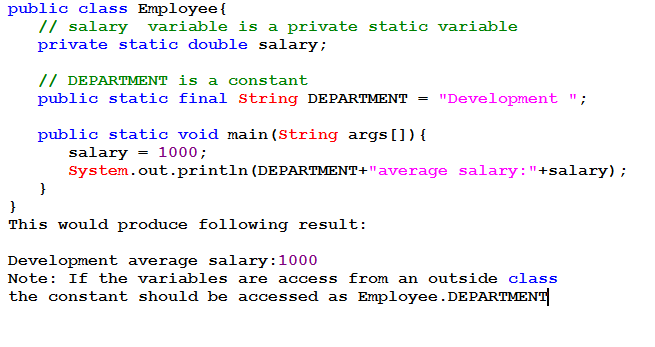 public class Employee{
// salary  variable is a private static variable
private static double salary;
// DEPARTMENT is a constant
public static final String DEPARTMENT = "Development ";
public static void main(String args[]){
salary = 1000;
System.out.println(DEPARTMENT+"average salary:"+salary);
}
}
This would produce following result:
Development average salary:1000
Note: If the variables are access from an outside class
the constant should be accessed as Employee.DEPARTMENT